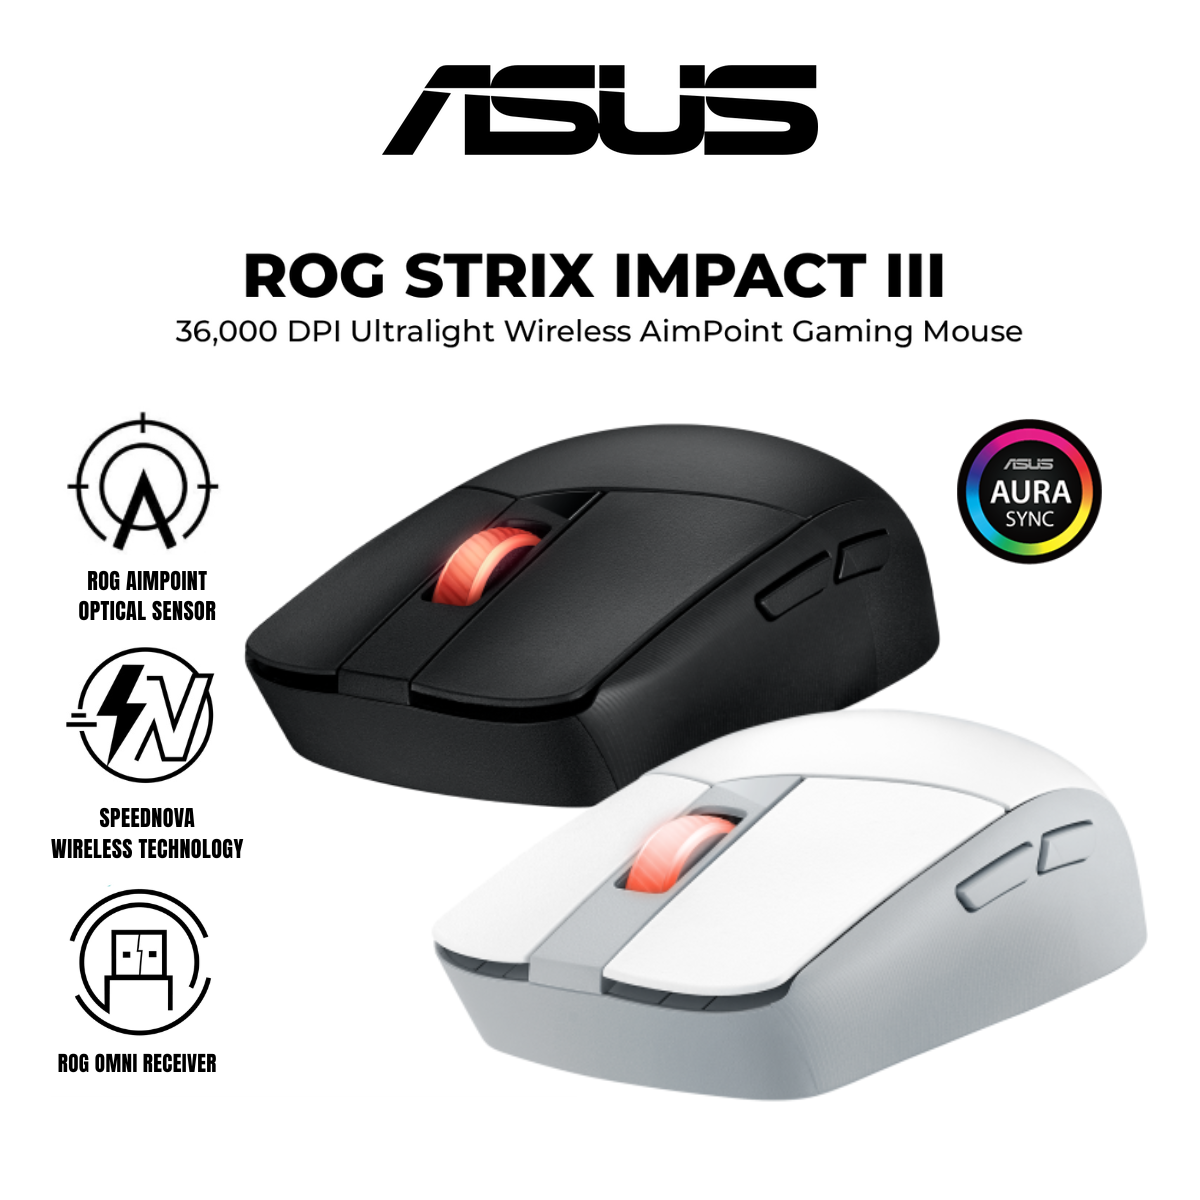 ASUS
ROG STRIX IMPACT III
36,000 DPI Ultralight Wireless AimPoint Gaming Mouse
ROG AIMPOINT
OPTICAL SENSOR
SPEEDNOVA
WIRELESS TECHNOLOGY
ROG OMNI RECEIVER
ASUS
AURA
SYNC